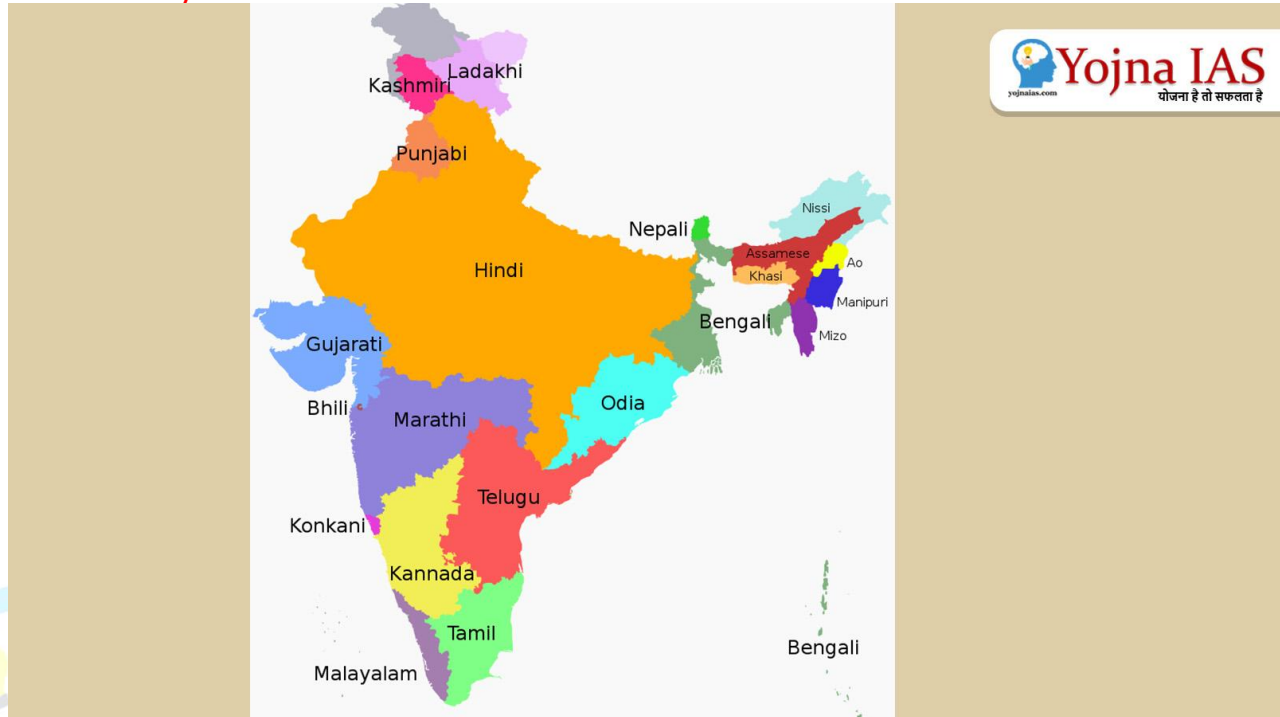 Ladakhi
Kashmiri
Yojna IAS
yojnaias.com
योजना है तो सफलता है
Punjabi
Nissi
Nepali
Assamese
Ao
Hindi
Khasi
Manipuri
Bengali
Mizo
Gujarati
Odia
Bhili
Marathi
Telugu
Konkani
Kannada
Tamil
Bengali
Malayalam